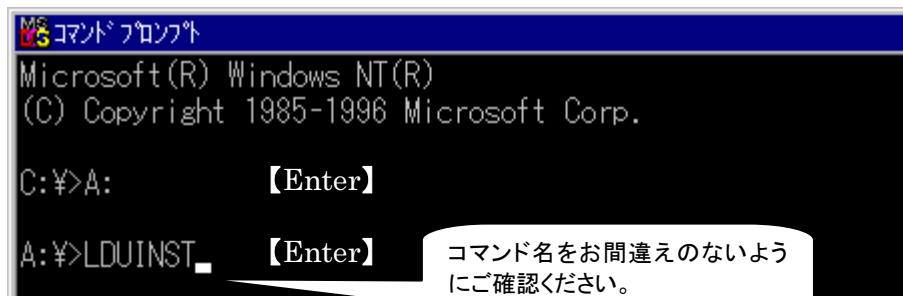 コマンド プロンプト
Microsoft(R) Windows NT(R)
(C) Copyright 1985-1996 Microsoft Corp.
C:¥>A: 【Enter】
A:¥>LDUINST_ 【Enter】
コマンド名をお間違えのないよう
にご確認ください。